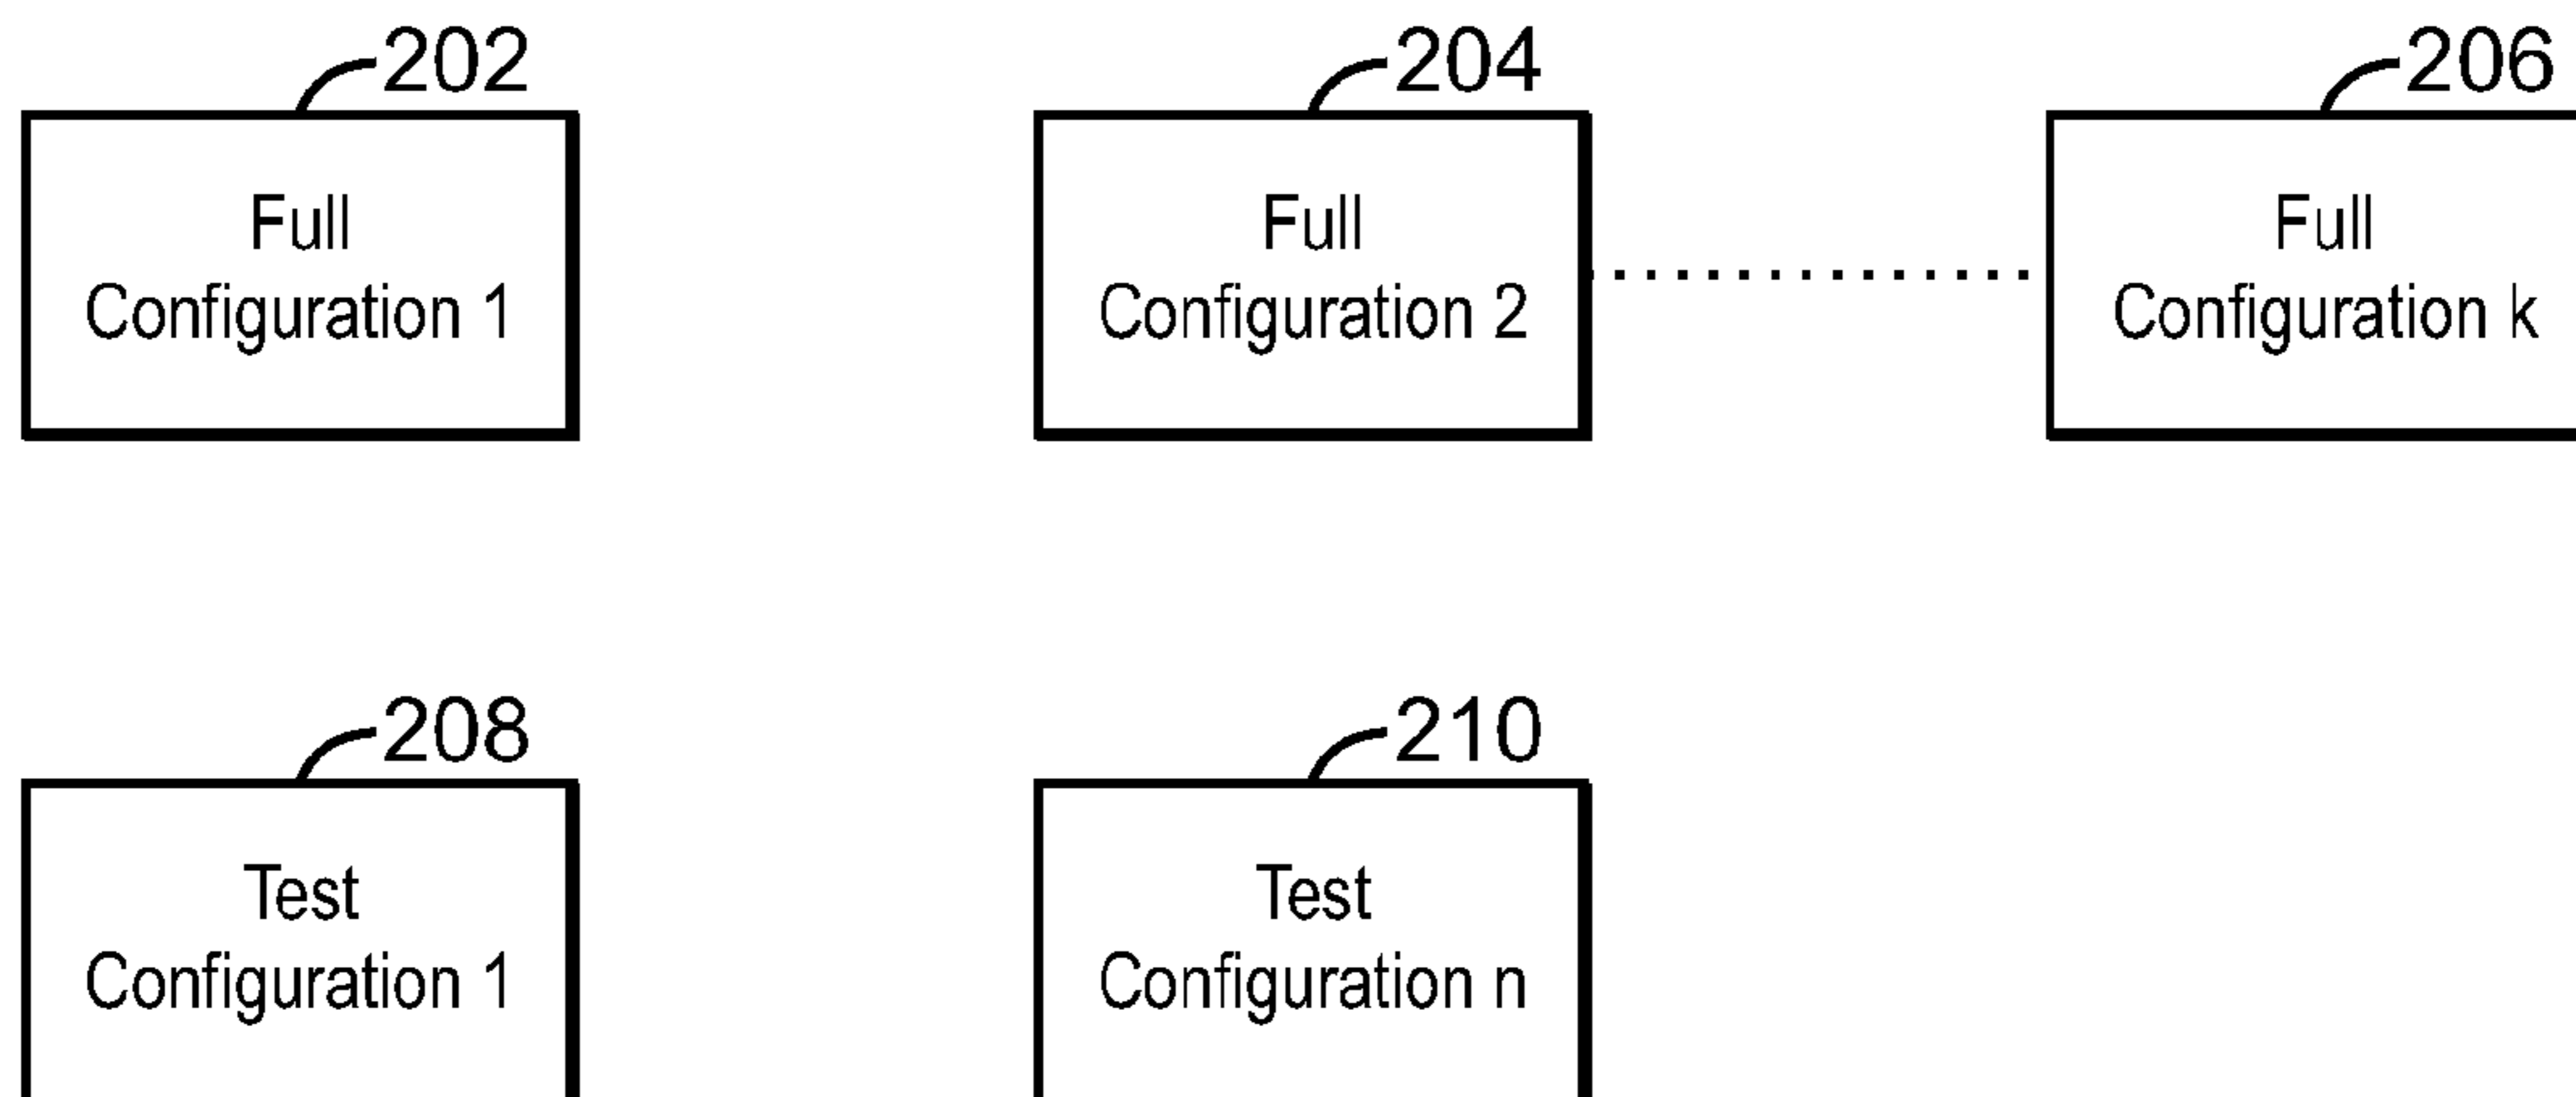 202
204
206
Full
Configuration 1
Full
Configuration 2
Full
Configuration k
208
210
Test
Configuration 1
Test
Configuration n